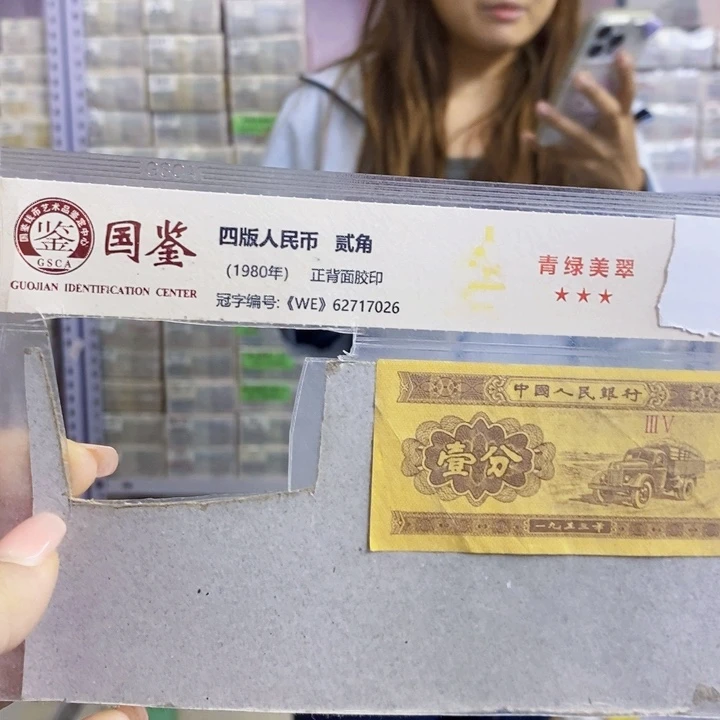 国鉴
GSCA
GUOJIAN IDENTIFICATION CENTER
四版人民币 贰角
(1980年) 正背面胶印
冠字编号:《WE》62717026
青绿美翠
★★★
中國人民銀行
III V
壹分
一九五三年